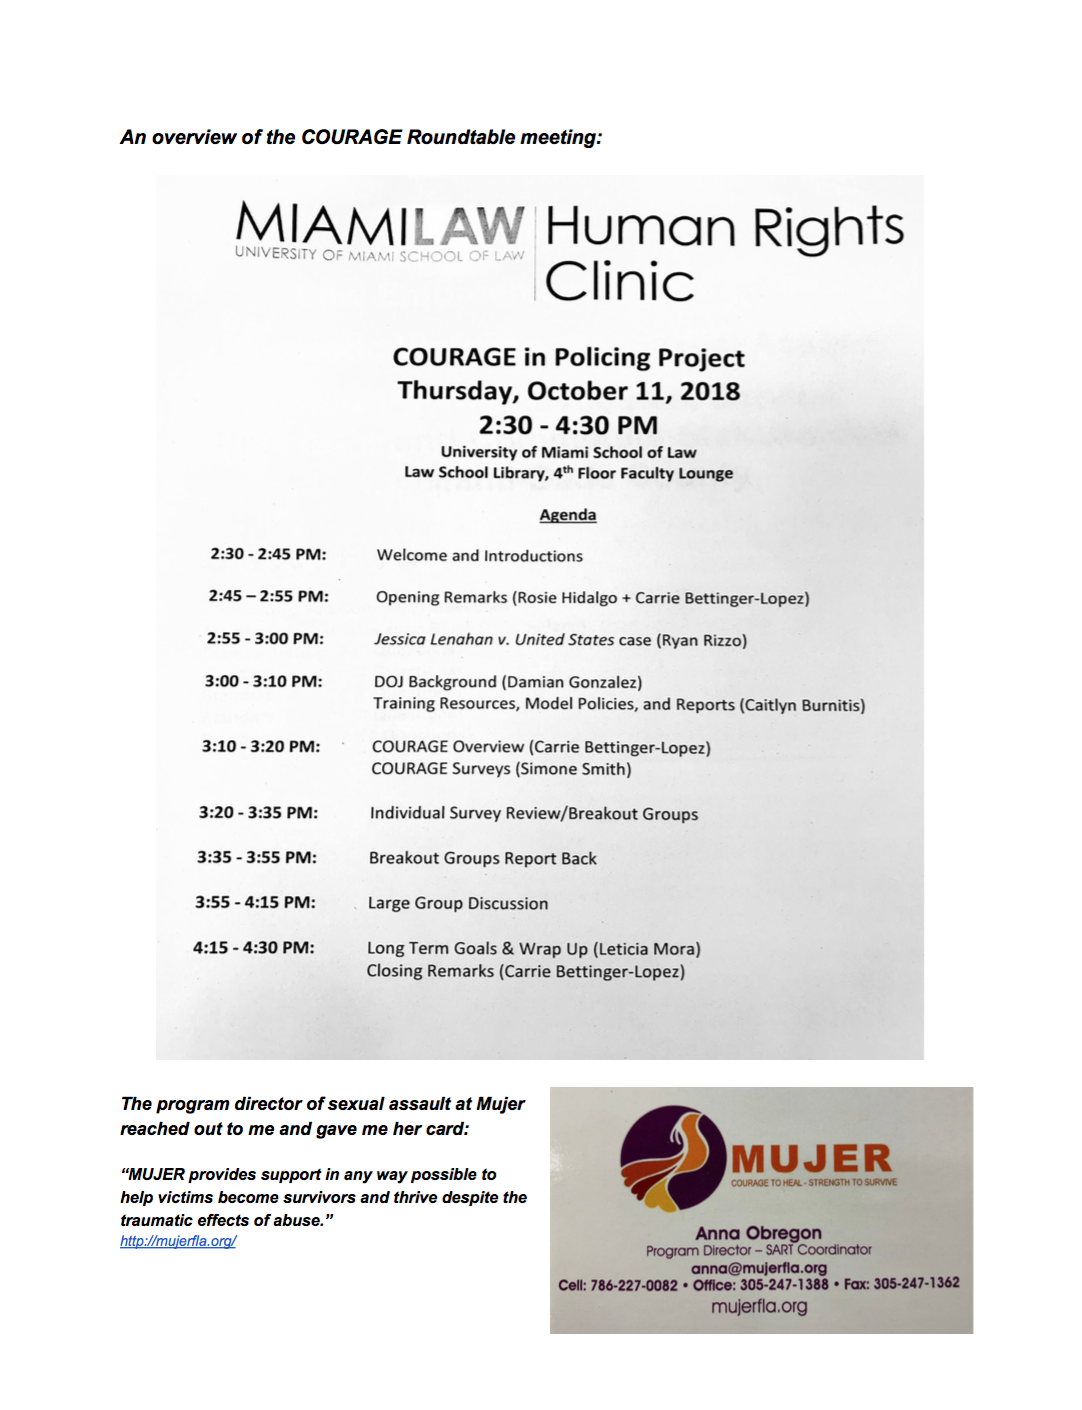 An overview of the COURAGE Roundtable meeting:
MIAMILAW
UNIVERSITY OF MIAMI SCHOOL OF LAW
Human Rights
Clinic
COURAGE in Policing Project
Thursday, October 11, 2018
2:30 - 4:30 PM
University of Miami School of Law
Law School Library, 4th Floor Faculty Lounge
Agenda
2:30 - 2:45 PM: Welcome and Introductions
2:45 – 2:55 PM: Opening Remarks (Rosie Hidalgo + Carrie Bettinger-Lopez)
2:55 - 3:00 PM: Jessica Lenahan v. United States case (Ryan Rizzo)
3:00 - 3:10 PM: DOJ Background (Damian Gonzalez)
Training Resources, Model Policies, and Reports (Caitlyn Burnitis)
3:10 - 3:20 PM: COURAGE Overview (Carrie Bettinger-Lopez)
COURAGE Surveys (Simone Smith)
3:20 - 3:35 PM: Individual Survey Review/Breakout Groups
3:35 - 3:55 PM: Breakout Groups Report Back
3:55 - 4:15 PM: Large Group Discussion
4:15 - 4:30 PM: Long Term Goals & Wrap Up (Leticia Mora)
Closing Remarks (Carrie Bettinger-Lopez)
The program director of sexual assault at Mujer
reached out to me and gave me her card:
“MUJER provides support in any way possible to
help victims become survivors and thrive despite the
traumatic effects of abuse.”
http://mujerfla.org/
MUJER
COURAGE TO HEAL - STRENGTH TO SURVIVE
Anna Obregon
Program Director – SART Coordinator
anna@mujerfla.org
Cell: 786-227-0082 • Office: 305-247-1388 • Fax: 305-247-1362
mujerfla.org